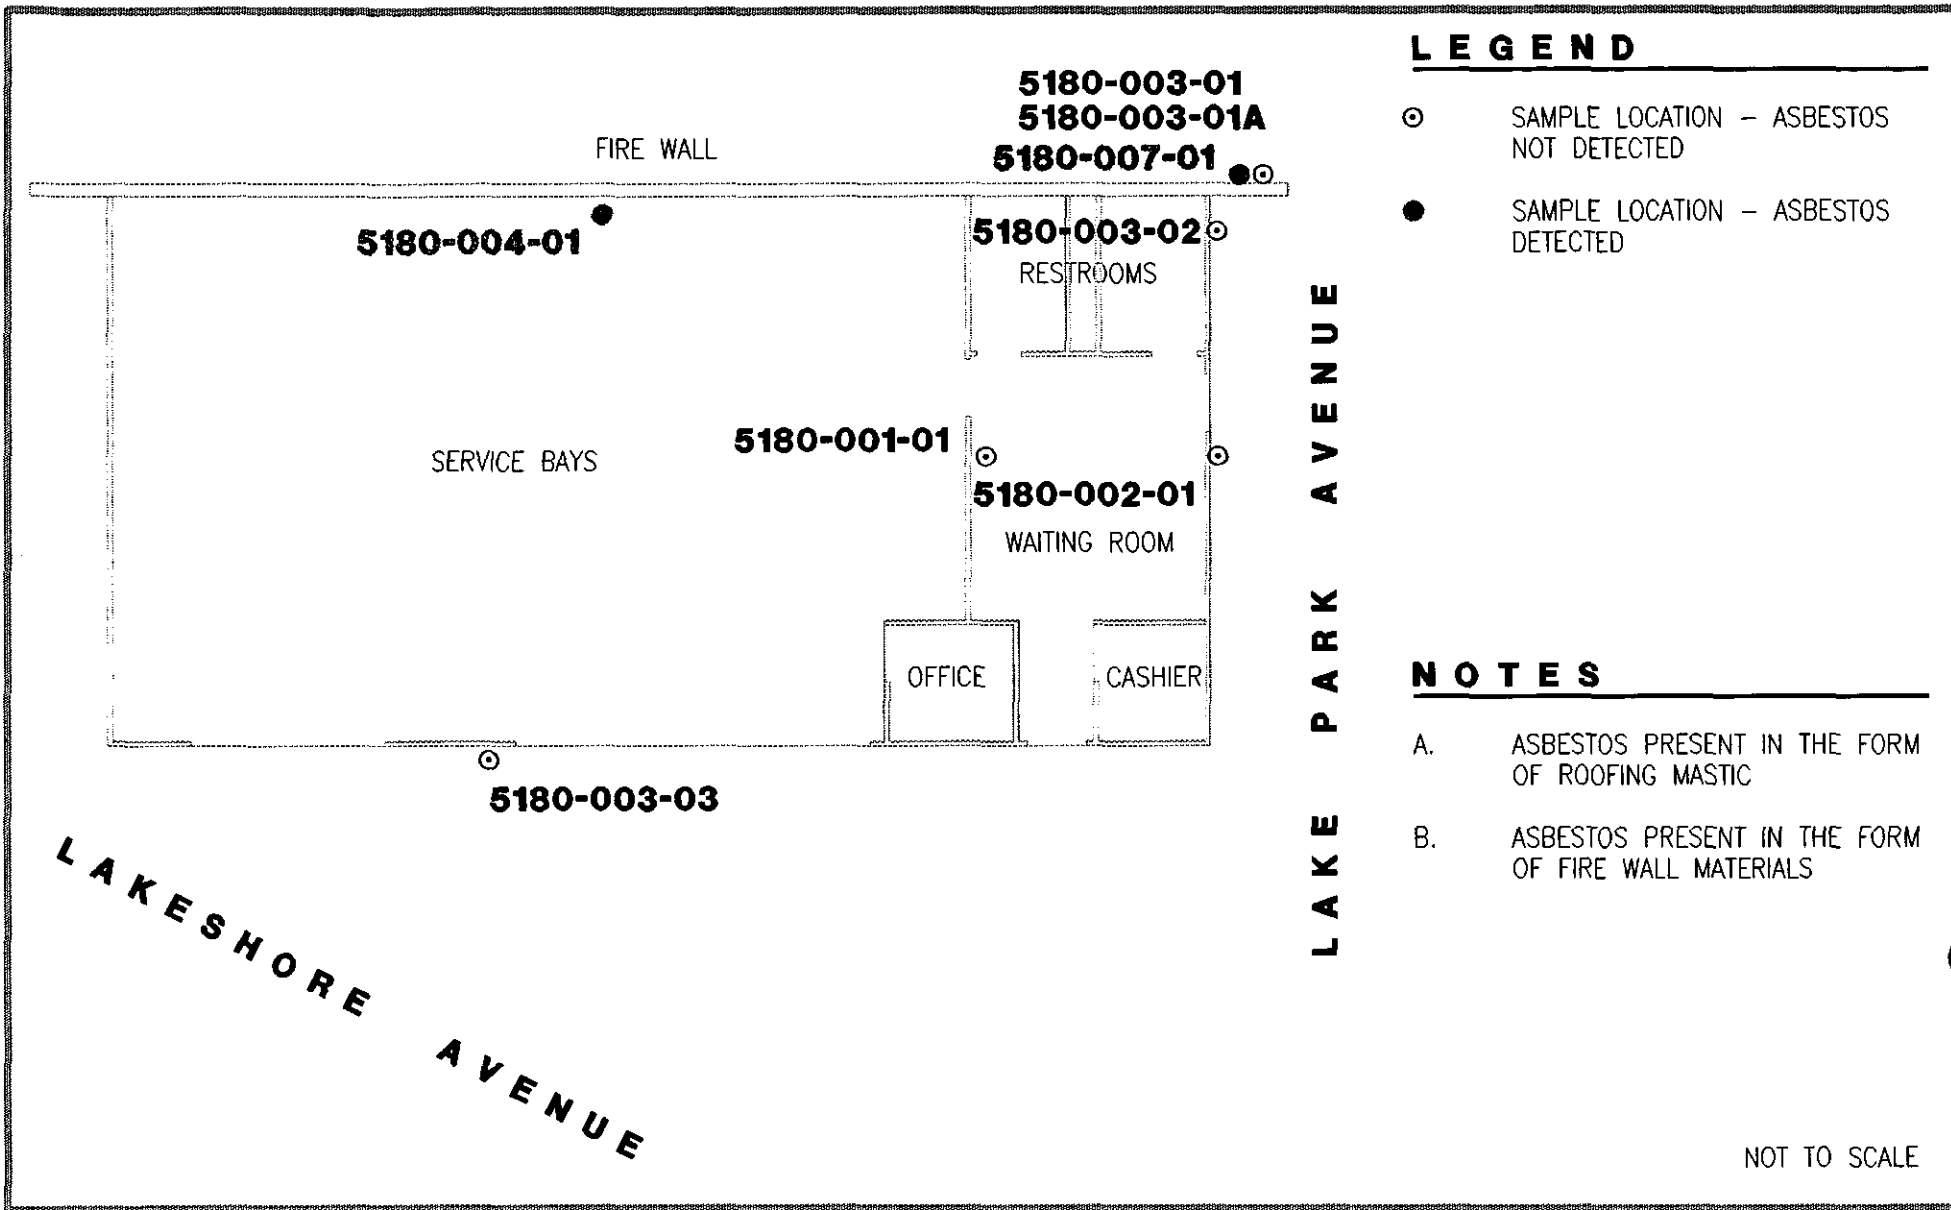 5180-003-01
5180-003-01A
5180-007-01
FIRE WALL
5180-004-01
5180-003-02
RESTROOMS
5180-001-01
SERVICE BAYS
5180-002-01
WAITING ROOM
OFFICE
CASHIER
5180-003-03
LAKESHORE AVENUE
LAKE PARK AVENUE
LEGEND
SAMPLE LOCATION – ASBESTOS
NOT DETECTED
SAMPLE LOCATION – ASBESTOS
DETECTED
NOTES
A. ASBESTOS PRESENT IN THE FORM
OF ROOFING MASTIC
B. ASBESTOS PRESENT IN THE FORM
OF FIRE WALL MATERIALS
NOT TO SCALE